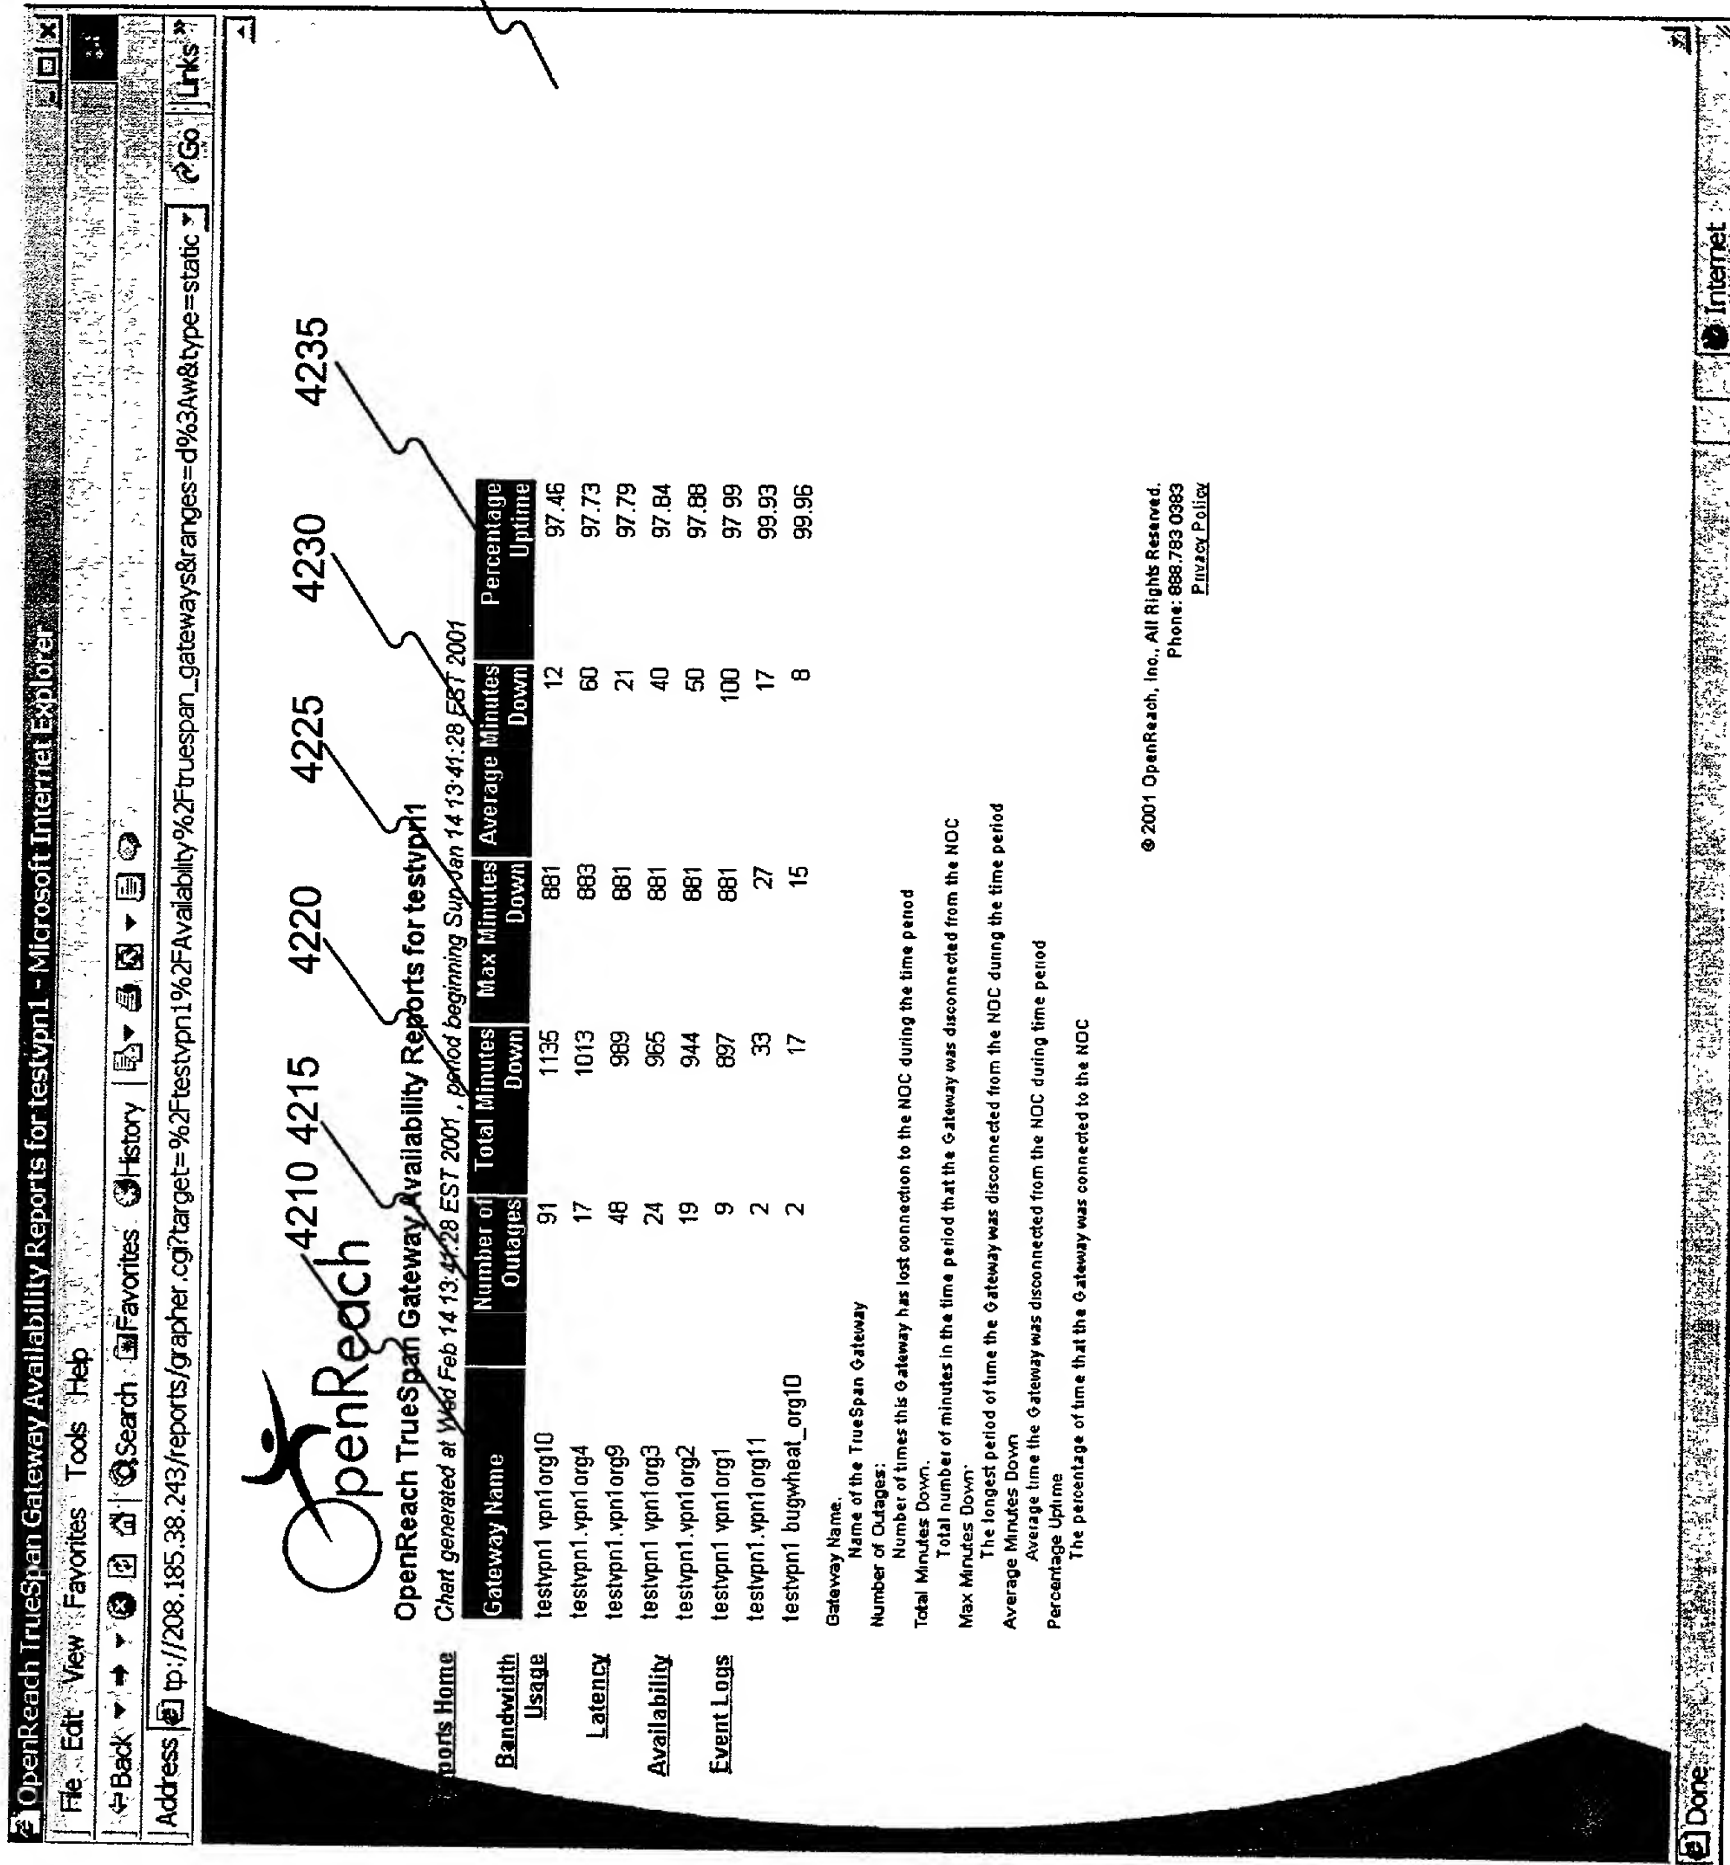 OpenReach TrueSpan Gateway Availability Reports for testvpn1 - Microsoft Internet Explorer
File Edit View Favorites Tools Help
Back Search Favorites History
Address tp://208.185.38.243/reports/grapher.cgi?target=%2Ftestvpn1%2FAvailability%2Ftruespan_gateways&ranges=d%3Aw&type=static Go Links »
4210 4215 4220 4225 4230 4235
OpenReach
OpenReach TrueSpan Gateway Availability Reports for testvpn1
Chart generated at Wed Feb 14 13:41:28 EST 2001 , period beginning Sun Jan 14 13:41:28 EST 2001
ports Home
Bandwidth Usage
Latency
Availability
Event Logs
Gateway Name Number of Outages Total Minutes Down Max Minutes Down Average Minutes Down Percentage Uptime
testvpn1 vpn1org10 91 1135 881 12 97.46
testvpn1.vpn1org4 17 1013 883 60 97.73
testvpn1.vpn1org9 48 989 881 21 97.79
testvpn1 vpn1org3 24 965 881 40 97.84
testvpn1.vpn1org2 19 944 881 50 97.88
testvpn1 vpn1org1 9 897 881 100 97 99
testvpn1.vpn1org11 2 33 27 17 99.93
testvpn1 bugwheat_org10 2 17 15 8 99.96
Gateway Name.
Name of the TrueSpan Gateway
Number of Outages:
Number of times this Gateway has lost connection to the NOC during the time period
Total Minutes Down.
Total number of minutes in the time period that the Gateway was disconnected from the NOC
Max Minutes Down:
The longest period of time the Gateway was disconnected from the NOC during the time period
Average Minutes Down
Average time the Gateway was disconnected from the NOC during time period
Percentage Uptime
The percentage of time that the Gateway was connected to the NOC
© 2001 OpenReach, Inc., All Rights Reserved.
Phone: 888.783 0383
Privacy Policy
Done Internet